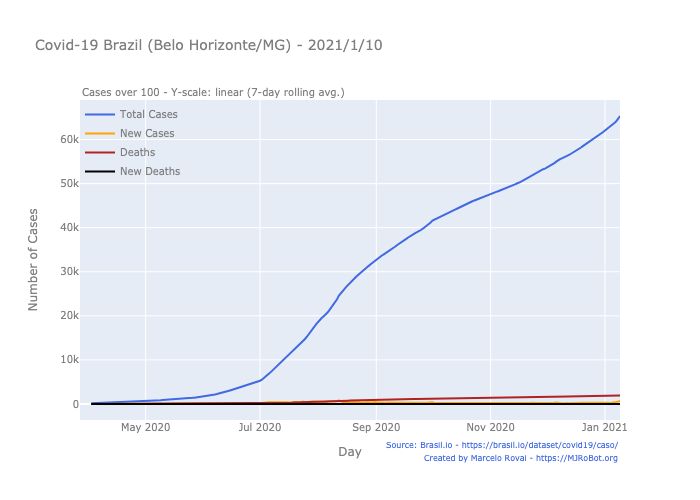 Covid-19 Brazil (Belo Horizonte/MG) - 2021/1/10
Cases over 100 - Y-scale: linear (7-day rolling avg.)
Total Cases
New Cases
Deaths
New Deaths
60k
50k
40k
30k
20k
10k
0
Number of Cases
May 2020
Jul 2020
Sep 2020
Nov 2020
Jan 2021
Day
Source: Brasil.io - https://brasil.io/dataset/covid19/caso/
Created by Marcelo Rovai - https://MJRoBot.org